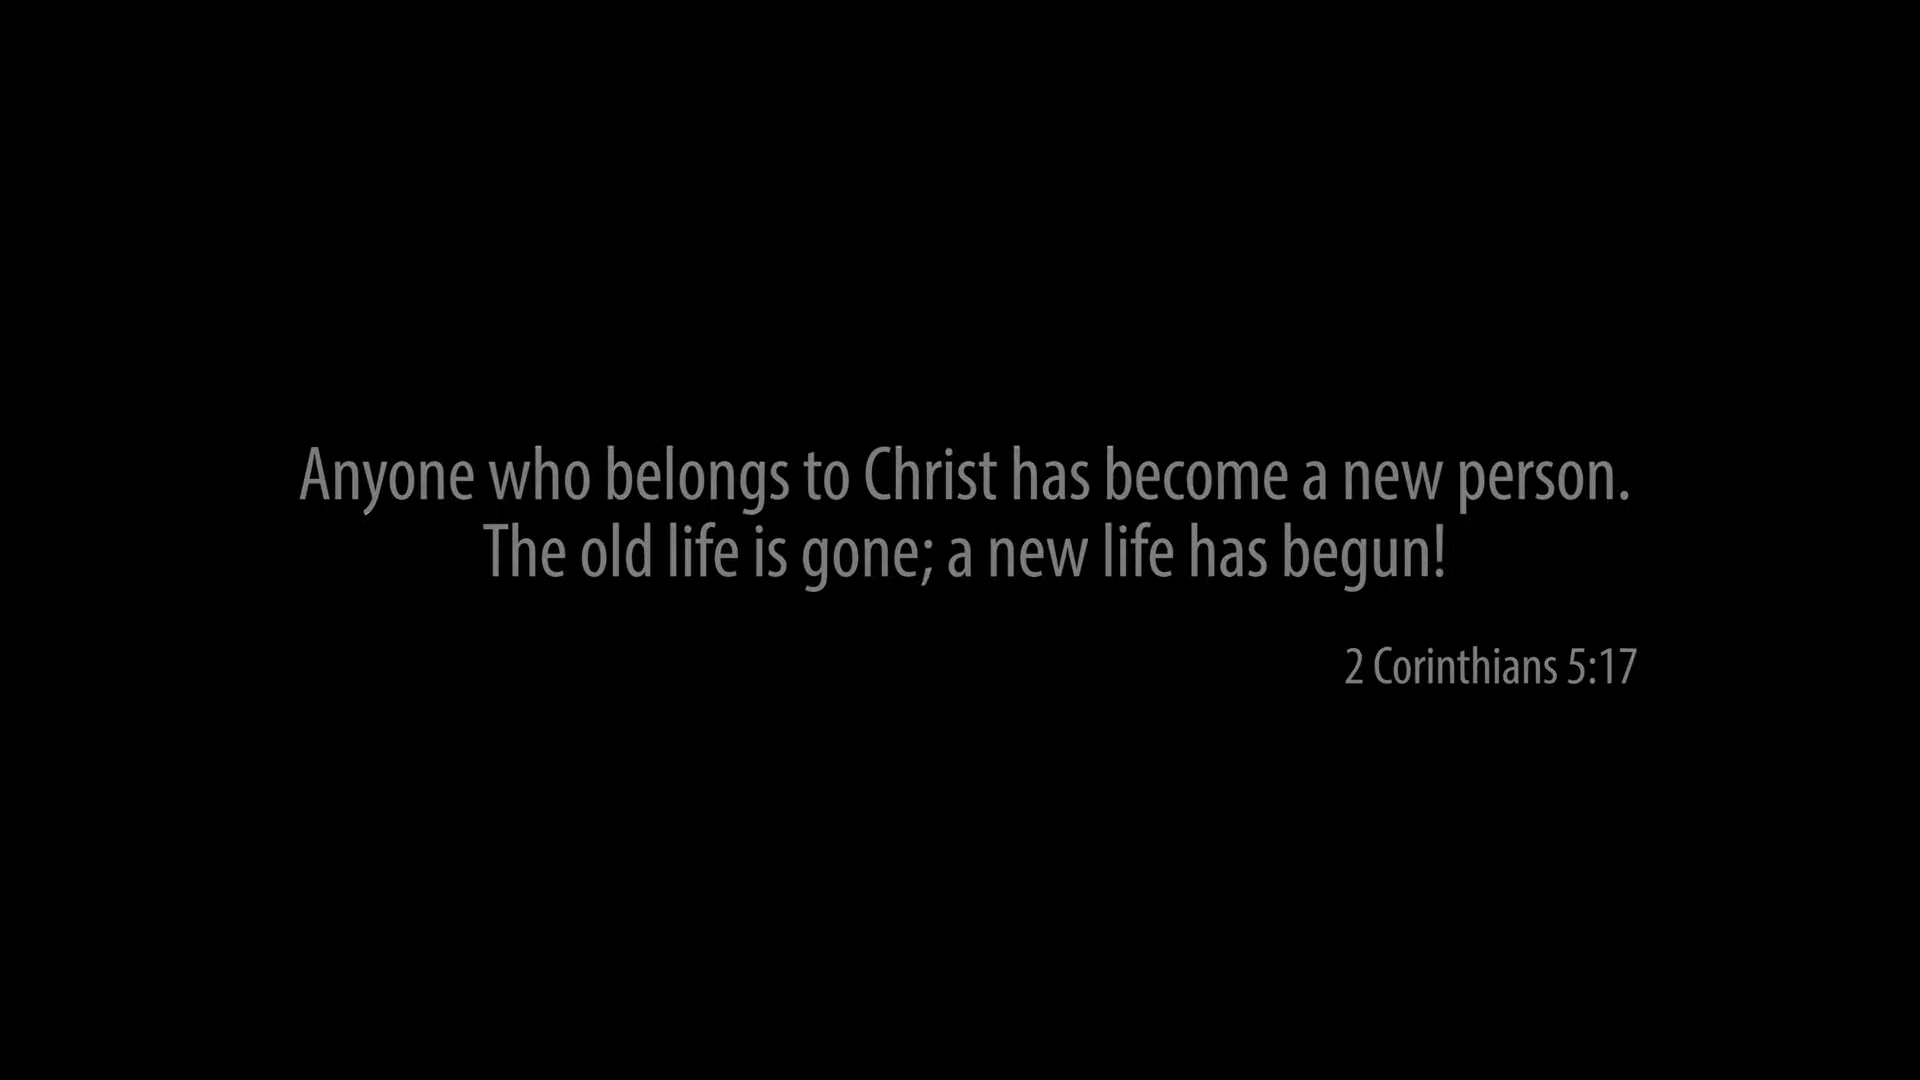 Anyone who belongs to Christ has become a new person.
The old life is gone; a new life has begun!
2 Corinthians 5:17